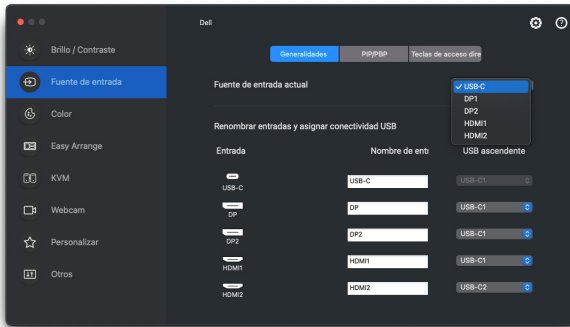 Dell
Brillo / Contraste
Fuente de entrada
Color
Easy Arrange
KVM
Webcam
Personalizar
Otros
Generalidades PIP/PBP Teclas de acceso dire
Fuente de entrada actual
✓ USB-C
DP1
DP2
HDMI1
HDMI2
Renombrar entradas y asignar conectividad USB
Entrada Nombre de entr USB ascendente
USB-C USB-C USB-C1
DP DP USB-C1
DP2 DP2 USB-C1
HDMI1 HDMI1 USB-C1
HDMI2 HDMI2 USB-C2